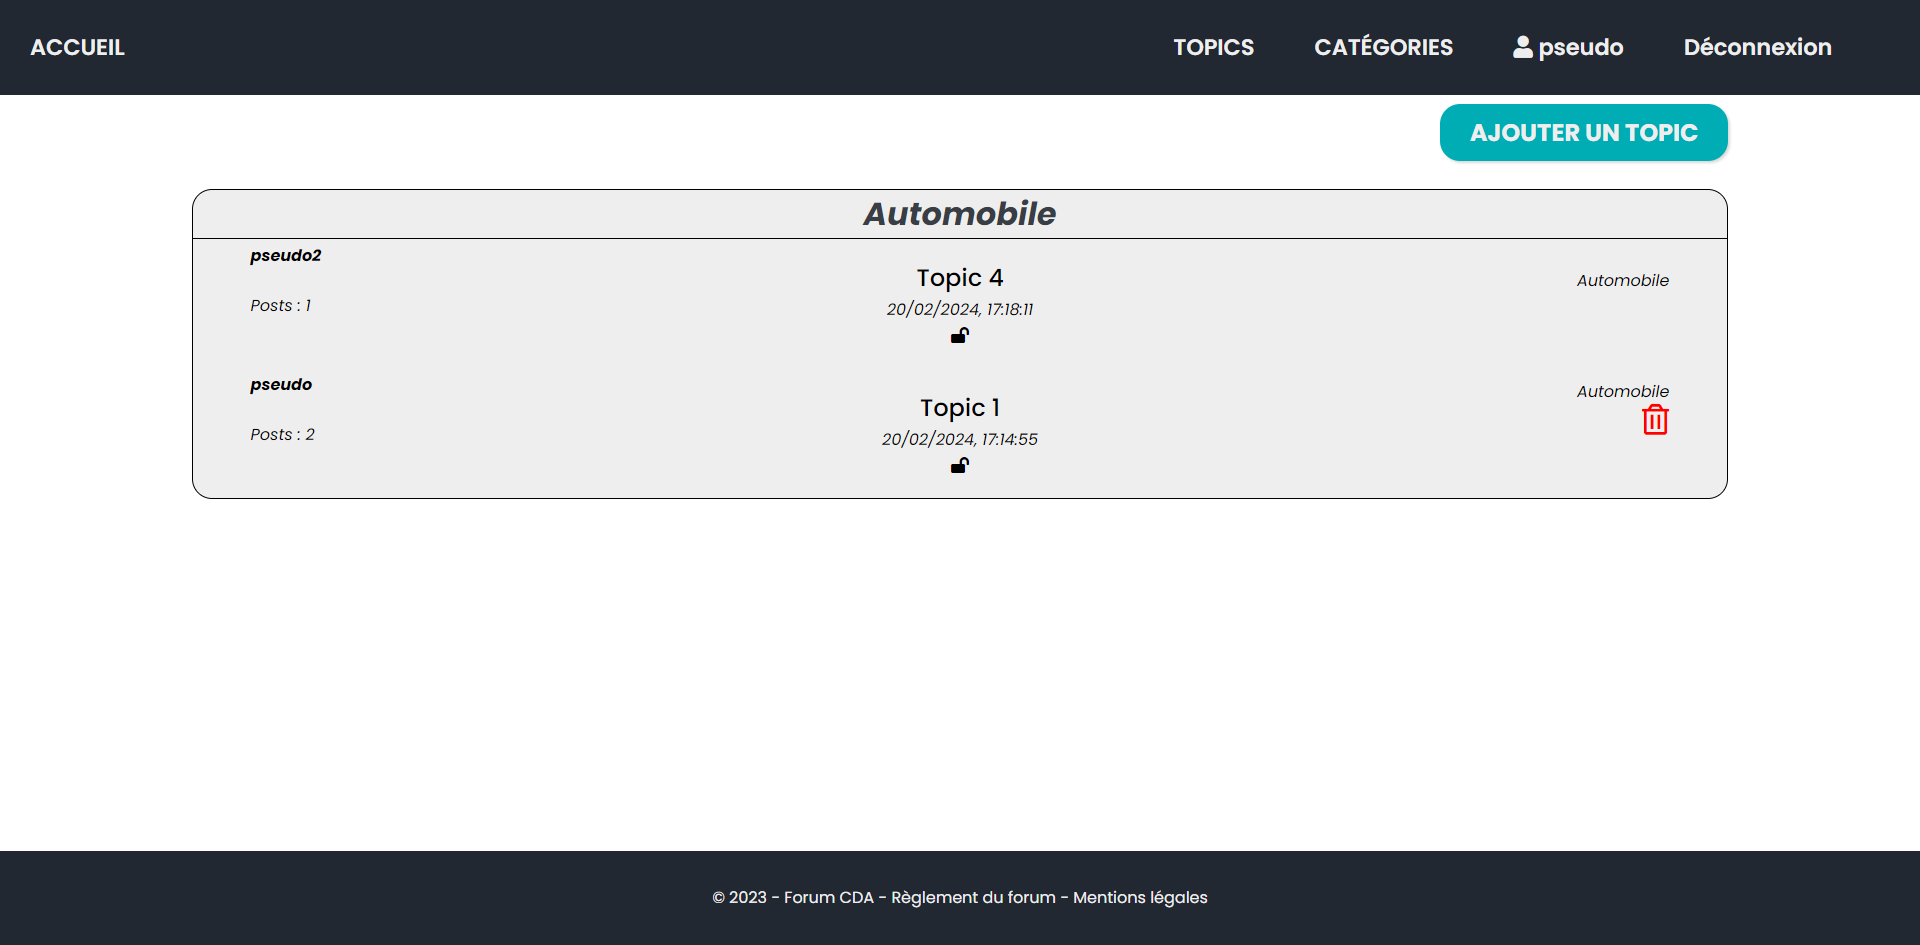 ACCUEIL
TOPICS
CATÉGORIES
pseudo
Déconnexion
AJOUTER UN TOPIC
Automobile
pseudo2
Posts : 1
Topic 4
20/02/2024, 17:18:11
Automobile
pseudo
Posts : 2
Topic 1
20/02/2024, 17:14:55
Automobile
© 2023 - Forum CDA - Règlement du forum - Mentions légales